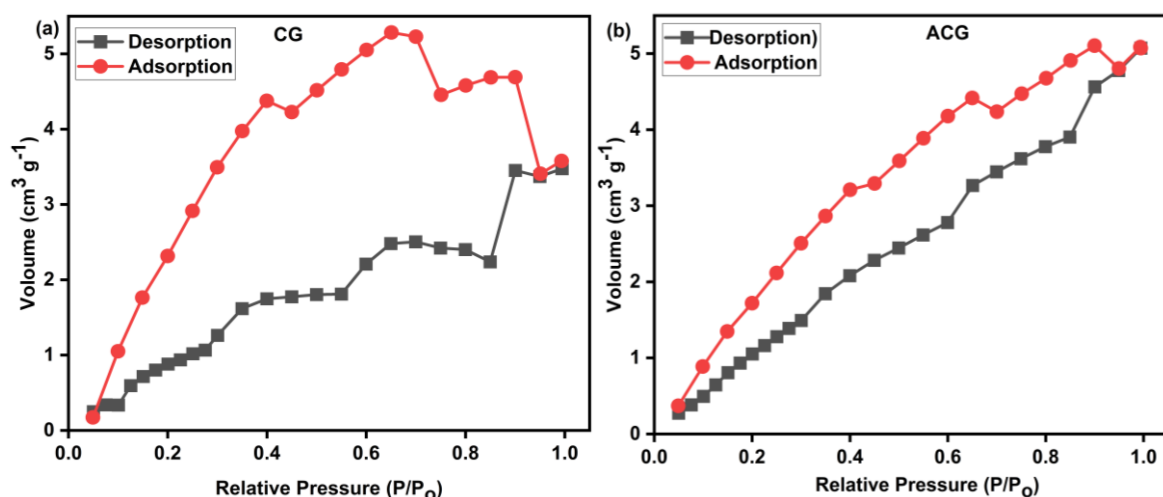 (a)
CG
Desorption
Adsorption
Voloume (cm³ g⁻¹)
5
4
3
2
1
0
0.0 0.2 0.4 0.6 0.8 1.0
Relative Pressure (P/Po)
(b)
ACG
Desorption)
Adsorption
Voloume (cm³ g⁻¹)
5
4
3
2
1
0
0.0 0.2 0.4 0.6 0.8 1.0
Relative Pressure (P/Po)